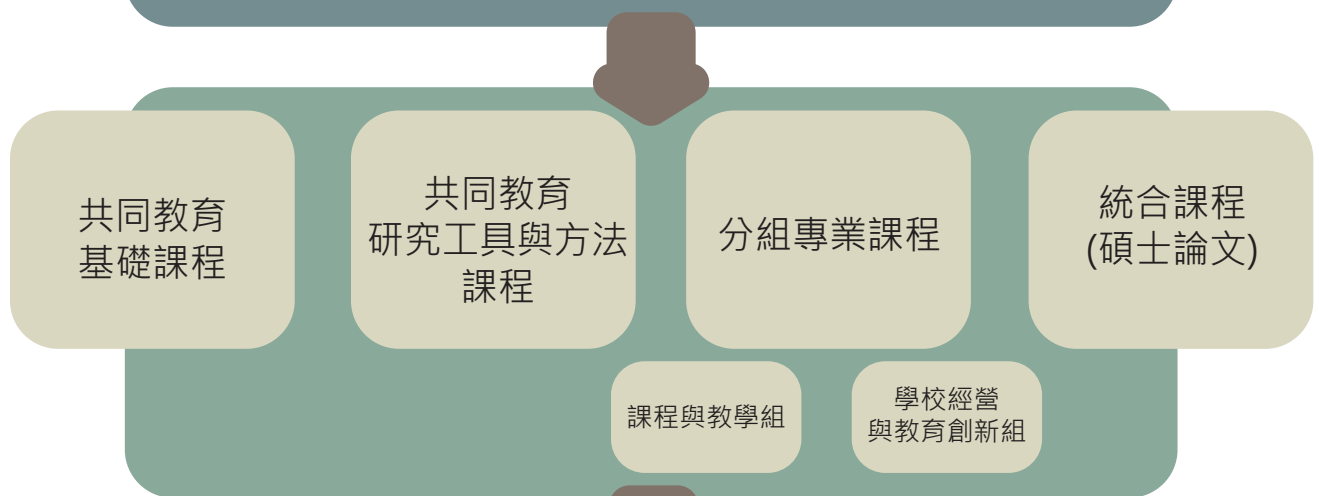 共同教育
基礎課程
共同教育
研究工具與方法
課程
分組專業課程
統合課程
(碩士論文)
課程與教學組
學校經營
與教育創新組